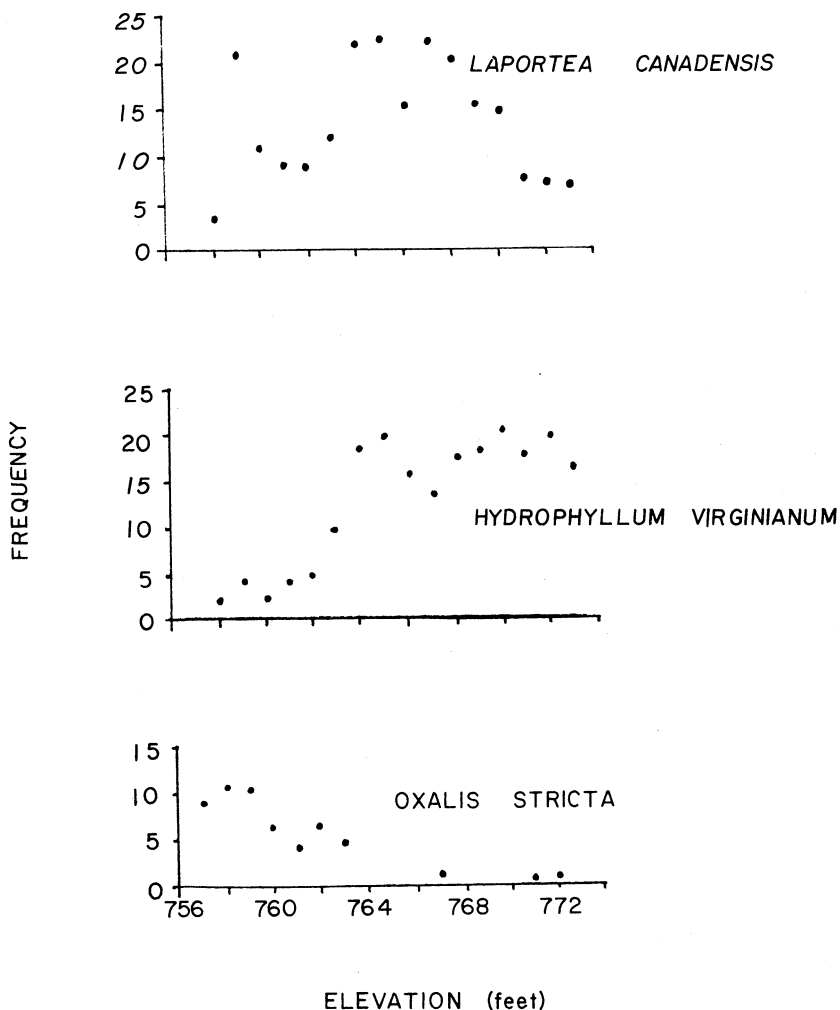 25
20
LAPORTEA CANADENSIS
15
10
5
0
FREQUENCY
25
20
15
HYDROPHYLLUM VIRGINIANUM
10
5
0
15
10
OXALIS STRICTA
5
0
756 760 764 768 772
ELEVATION (feet)